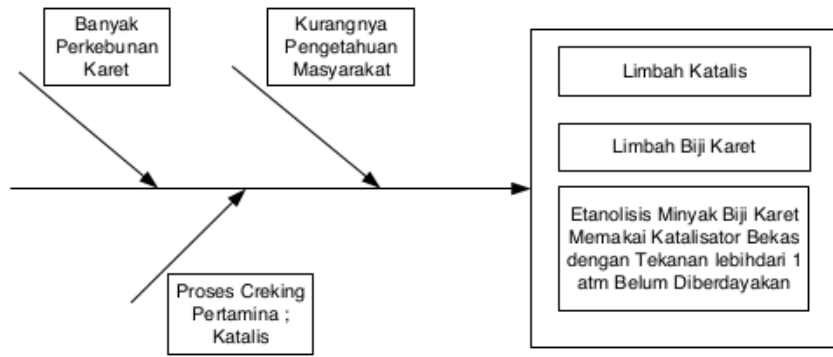 Banyak
Perkebunan
Karet
Kurangnya
Pengetahuan
Masyarakat
Limbah Katalis
Limbah Biji Karet
Etanolisis Minyak Biji Karet
Memakai Katalisator Bekas
dengan Tekanan lebihdari 1
atm Belum Diberdayakan
Proses Creking
Pertamina ;
Katalis